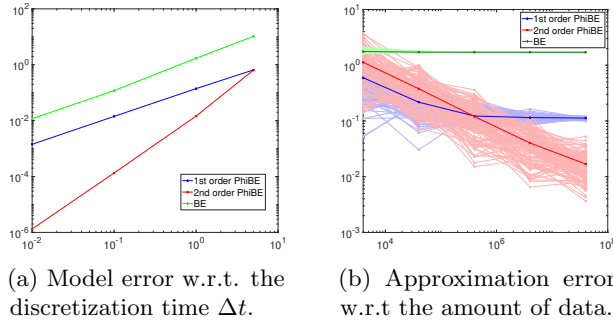 10^2
10^0
10^-2
10^-4
10^-6
10^-2
10^-1
10^0
10^1
1st order PhiBE
2nd order PhiBE
BE
10^1
10^0
10^-1
10^-2
10^-3
10^4
10^6
1st order PhiBE
2nd order PhiBE
BE
(a) Model error w.r.t. the
discretization time Δt.
(b) Approximation error
w.r.t the amount of data.